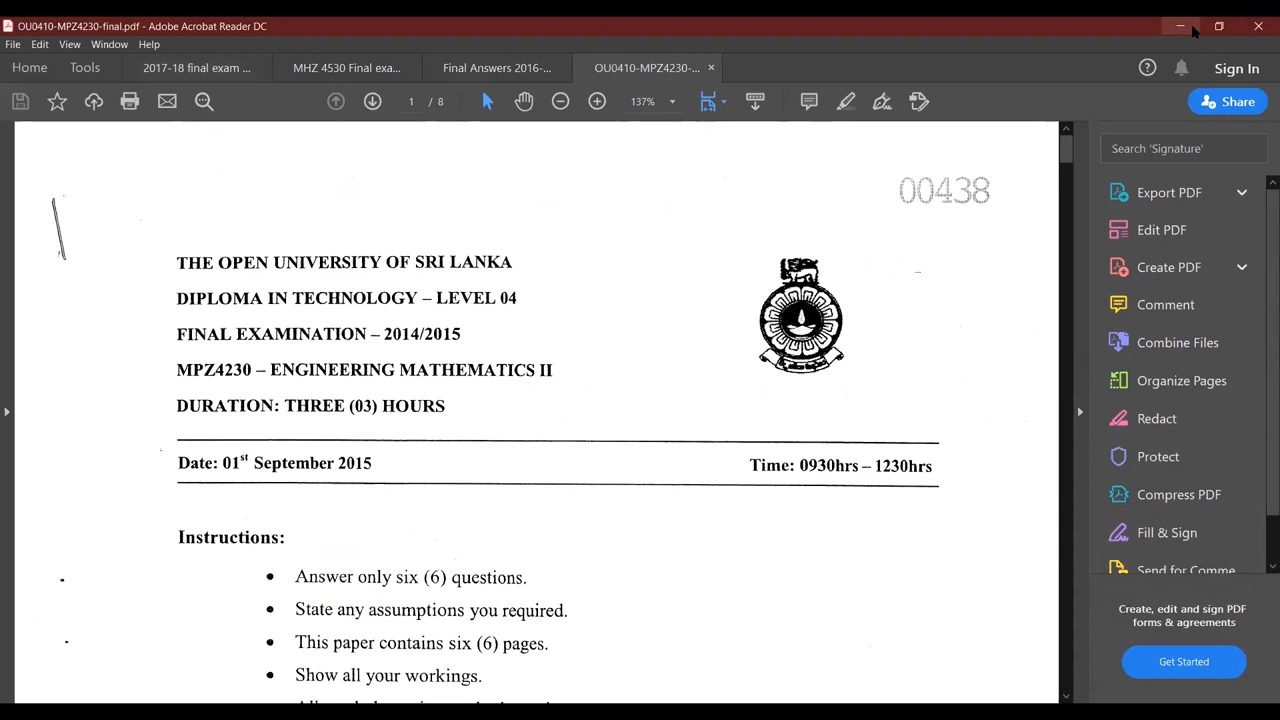 OU0410-MPZ4230-final.pdf - Adobe Acrobat Reader DC
File Edit View Window Help
Home Tools 2017-18 final exam ... MHZ 4530 Final exa... Final Answers 2016-... OU0410-MPZ4230-... × Sign In
1 / 8 137% Share
Search 'Signature'
00438
Export PDF
Edit PDF
Create PDF
Comment
Combine Files
Organize Pages
Redact
Protect
Compress PDF
Fill & Sign
Send for Comme
Create, edit and sign PDF
forms & agreements
Get Started
THE OPEN UNIVERSITY OF SRI LANKA
DIPLOMA IN TECHNOLOGY – LEVEL 04
FINAL EXAMINATION – 2014/2015
MPZ4230 – ENGINEERING MATHEMATICS II
DURATION: THREE (03) HOURS
Date: 01st September 2015 Time: 0930hrs – 1230hrs
Instructions:
• Answer only six (6) questions.
• State any assumptions you required.
• This paper contains six (6) pages.
• Show all your workings.